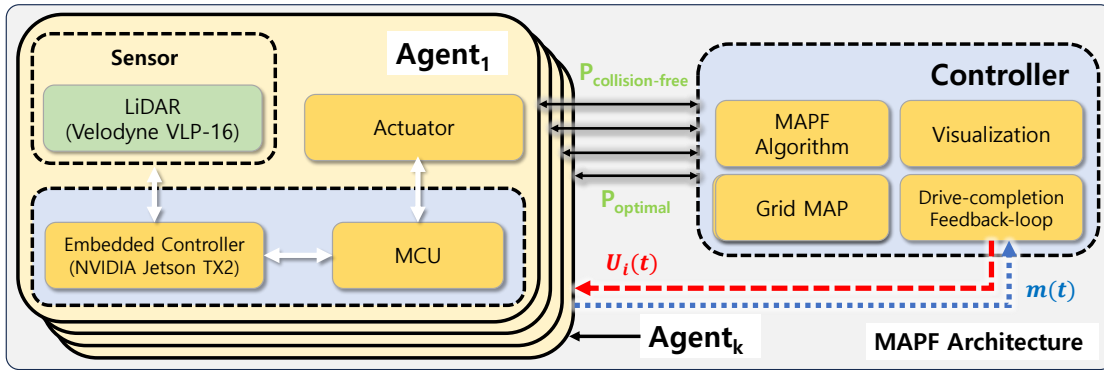 Sensor
LiDAR
(Velodyne VLP-16)
Agent1
Actuator
Embedded Controller
(NVIDIA Jetson TX2)
MCU
Pcollision-free
Poptimal
Controller
MAPF
Algorithm
Visualization
Grid MAP
Drive-completion
Feedback-loop
Ui(t)
m(t)
Agentk
MAPF Architecture